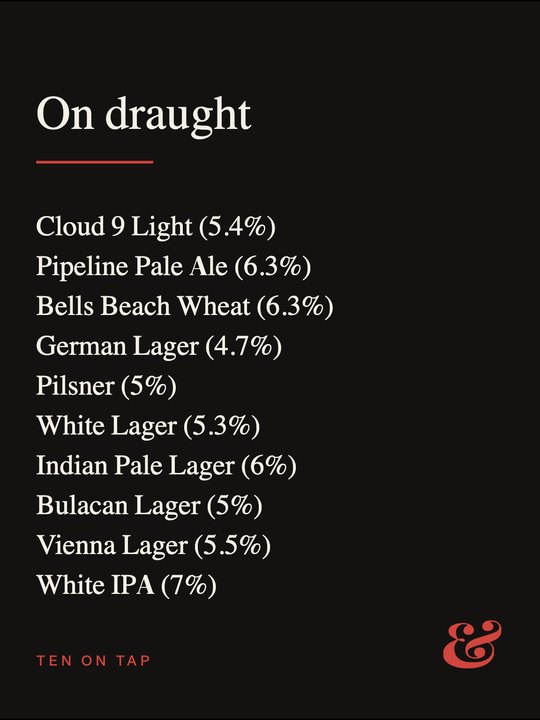 On draught
Cloud 9 Light (5.4%)
Pipeline Pale Ale (6.3%)
Bells Beach Wheat (6.3%)
German Lager (4.7%)
Pilsner (5%)
White Lager (5.3%)
Indian Pale Lager (6%)
Bulacan Lager (5%)
Vienna Lager (5.5%)
White IPA (7%)
TEN ON TAP
&